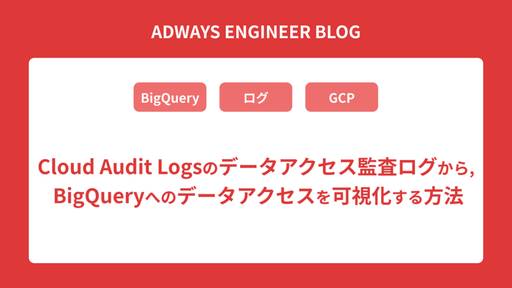 ADWAYS ENGINEER BLOG
BigQuery
ログ
GCP
Cloud Audit Logsのデータアクセス監査ログから,
BigQueryへのデータアクセスを可視化する方法